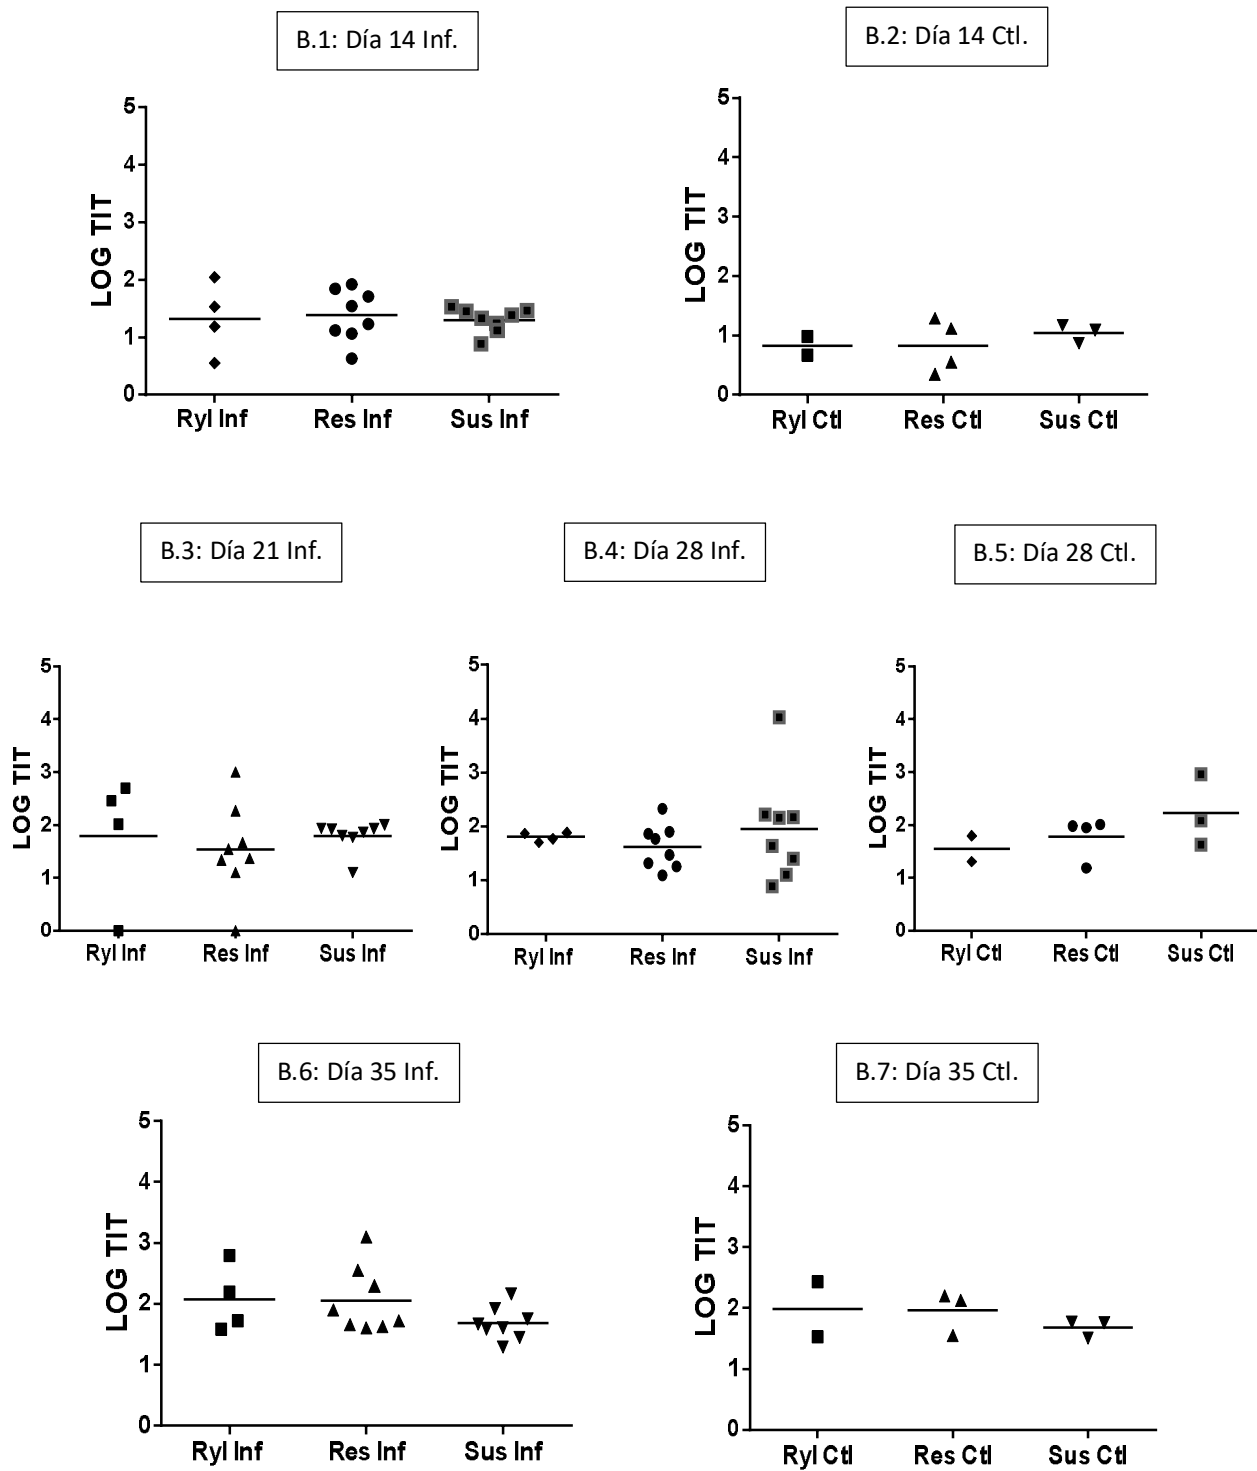 B.1: Día 14 Inf.
B.2: Día 14 Ctl.
5
4
3
2
1
0
LOG TIT
Ryl Inf Res Inf Sus Inf
5
4
3
2
1
0
LOG TIT
Ryl Ctl Res Ctl Sus Ctl
B.3: Día 21 Inf.
B.4: Día 28 Inf.
B.5: Día 28 Ctl.
5
4
3
2
1
0
LOG TIT
Ryl Inf Res Inf Sus Inf
5
4
3
2
1
0
LOG TIT
Ryl Inf Res Inf Sus Inf
5
4
3
2
1
0
LOG TIT
Ryl Ctl Res Ctl Sus Ctl
B.6: Día 35 Inf.
B.7: Día 35 Ctl.
5
4
3
2
1
0
LOG TIT
Ryl Inf Res Inf Sus Inf
5
4
3
2
1
0
LOG TIT
Ryl Ctl Res Ctl Sus Ctl